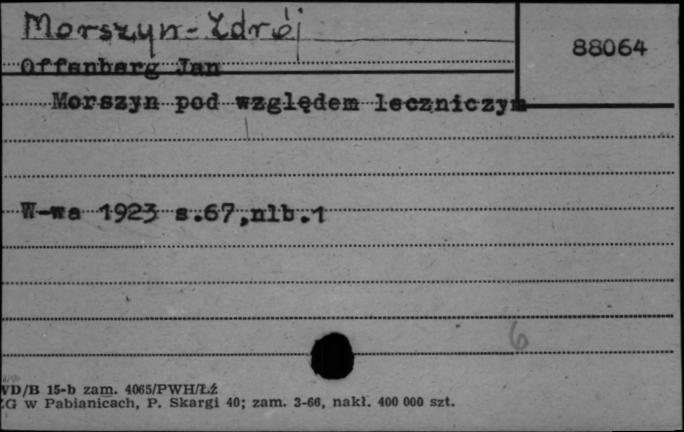 Morszyn-Zdrój
88064
Offenberg Jan
Morszyn pod względem leczniczym
W-wa 1923 s.67,nlb.1
6
WD/B 15-b zam. 4065/PWH/Łź
ZG w Pabianicach, P. Skargi 40; zam. 3-66, nakł. 400 000 szt.